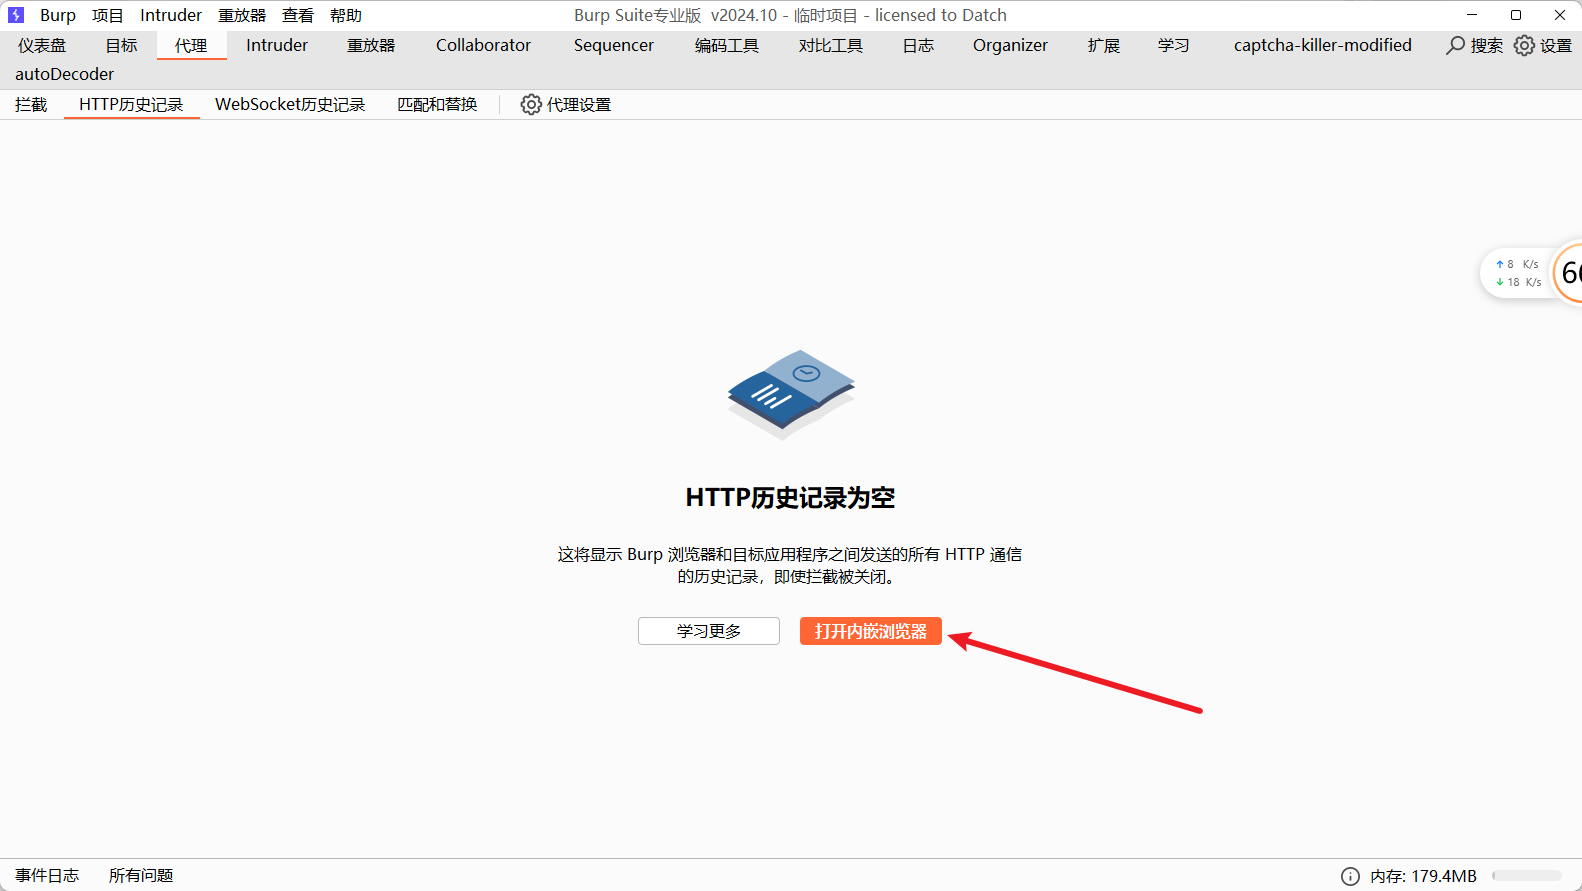 Burp 项目 Intruder 重放器 查看 帮助 Burp Suite专业版 v2024.10 - 临时项目 - licensed to Datch
仪表盘 目标 代理 Intruder 重放器 Collaborator Sequencer 编码工具 对比工具 日志 Organizer 扩展 学习 captcha-killer-modified 搜索 设置
autoDecoder
拦截 HTTP历史记录 WebSocket历史记录 匹配和替换 代理设置
↑ 8 K/s
↓ 18 K/s
HTTP历史记录为空
这将显示 Burp 浏览器和目标应用程序之间发送的所有 HTTP 通信
的历史记录，即使拦截被关闭。
学习更多 打开内嵌浏览器
事件日志 所有问题 内存: 179.4MB